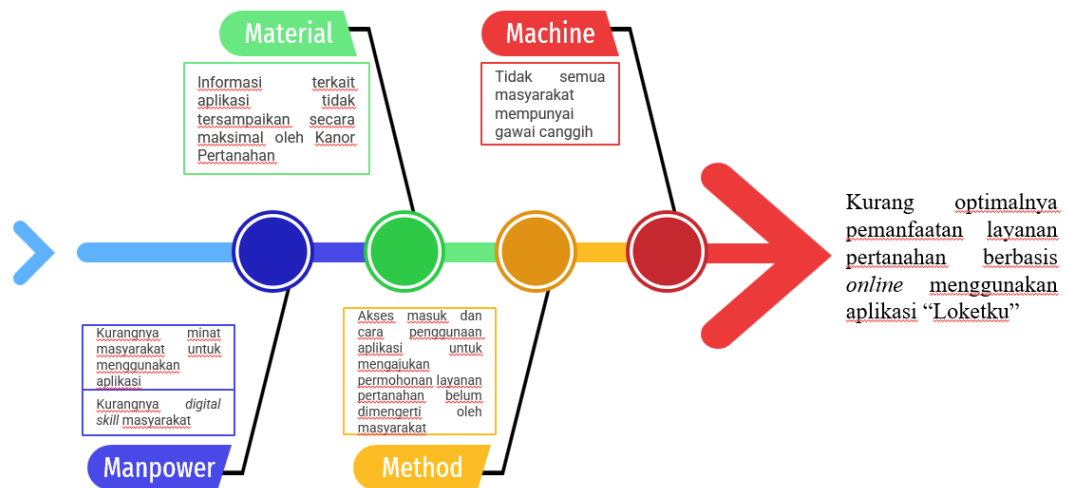 Material
Informasi terkait
aplikasi tidak
tersampaikan secara
maksimal oleh Kanor
Pertanahan
Machine
Tidak semua
masyarakat
mempunyai
gawai canggih
Kurang optimalnya
pemanfaatan layanan
pertanahan berbasis
online menggunakan
aplikasi “Loketku”
Kurangnya minat
masyarakat untuk
menggunakan
aplikasi
Kurangnya digital
skill masyarakat
Manpower
Akses masuk dan
cara penggunaan
aplikasi untuk
mengajukan
permohonan layanan
pertanahan belum
dimengerti oleh
masyarakat
Method